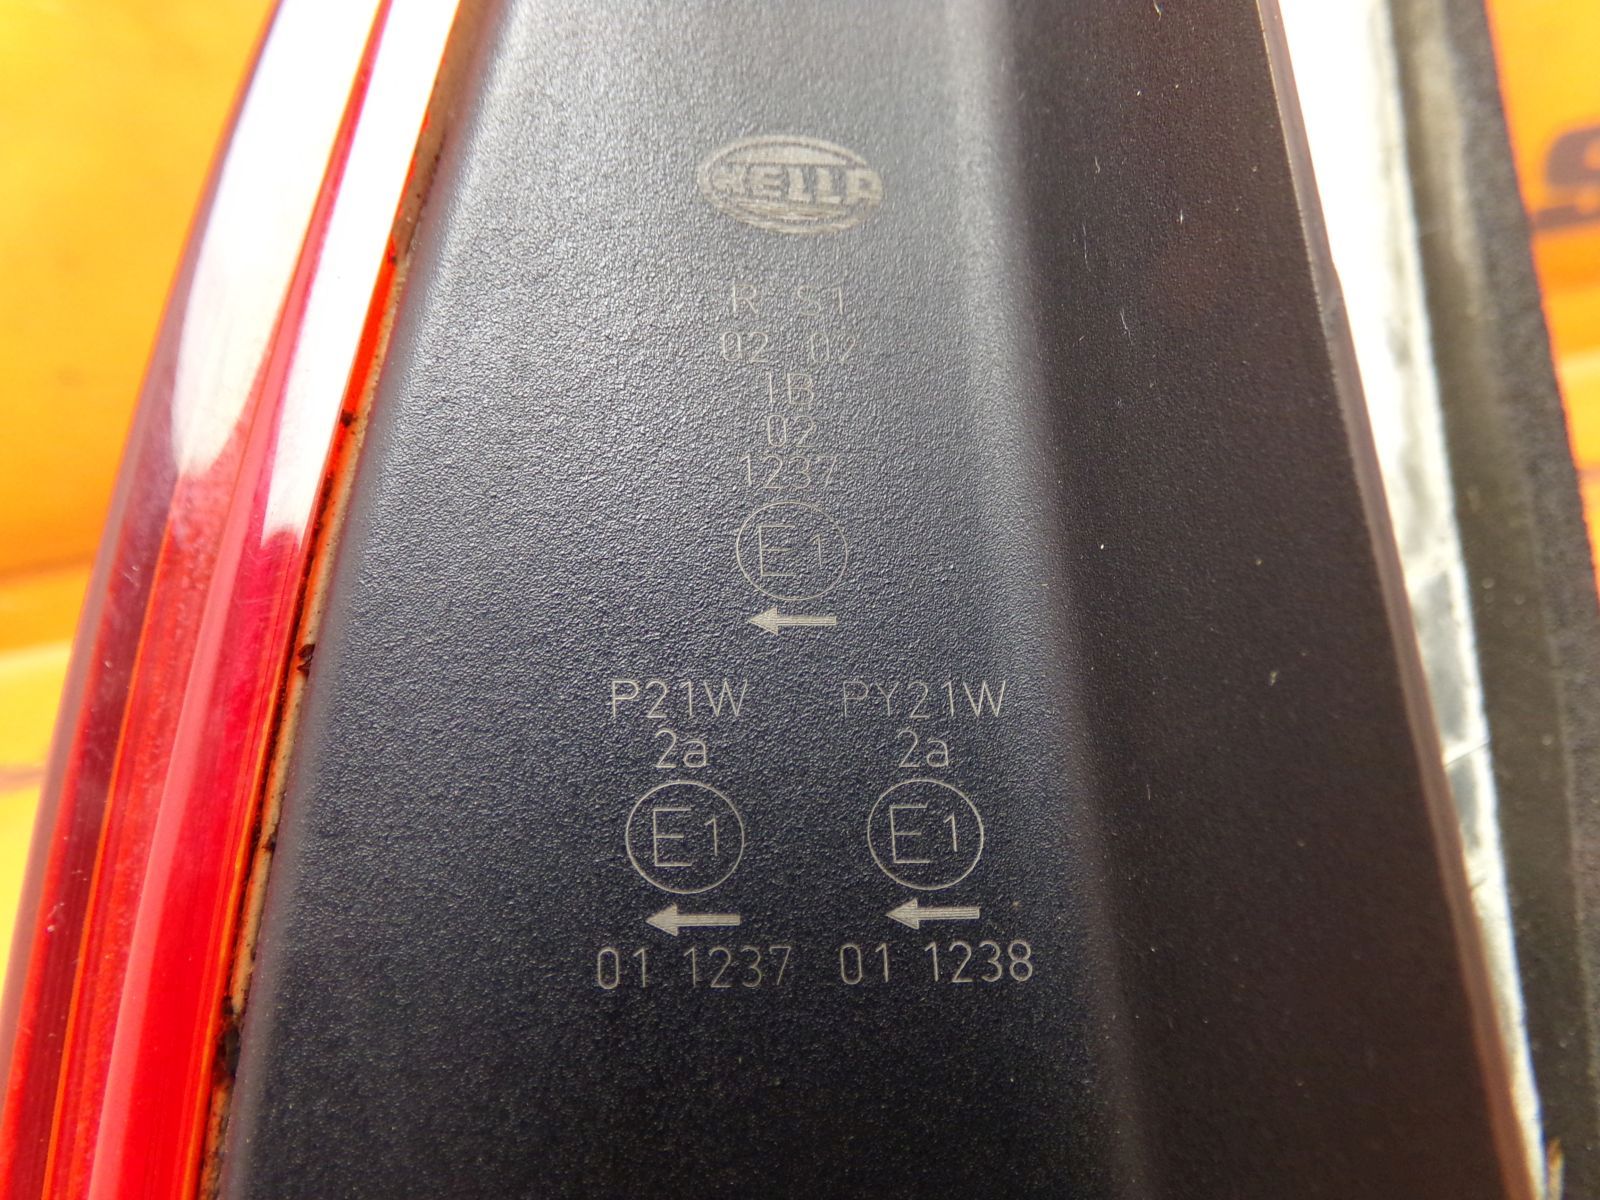 HELLA
R S1
02 02
1B
02
1237
E1
P21W PY21W
2a 2a
E1 E1
01 1237 01 1238